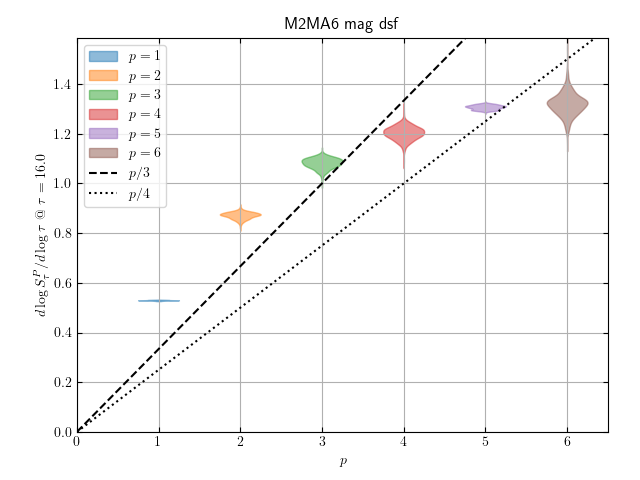 M2MA6 mag dsf
d log S_τ^P / d log τ @ τ = 16.0
1.4
1.2
1.0
0.8
0.6
0.4
0.2
0.0
p = 1
p = 2
p = 3
p = 4
p = 5
p = 6
p/3
p/4
0 1 2 3 4 5 6
p